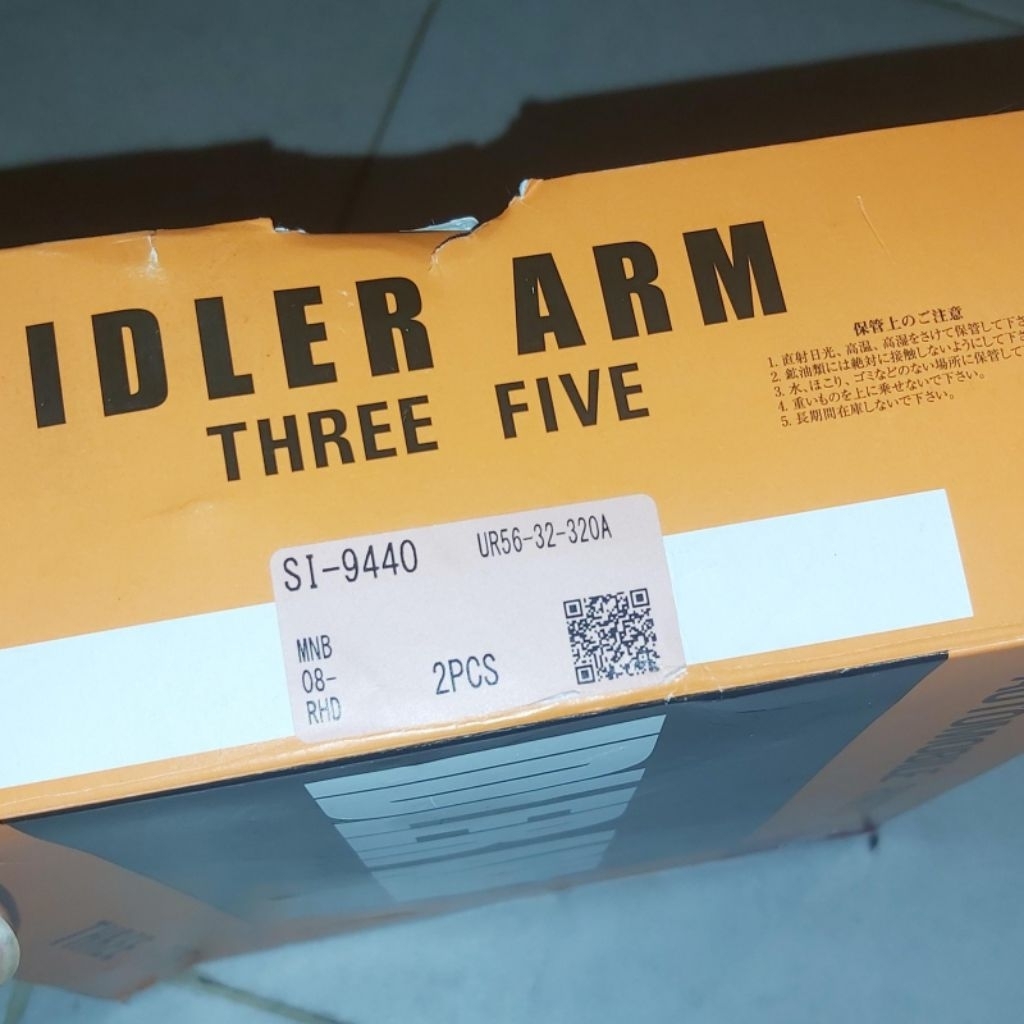 IDLER ARM
THREE FIVE
保管上のご注意
1. 直射日光、高温、高湿をさけて保管して下さ
2. 鉱油類には絶対に接触しないようにして下さ
3. 水、ほこり、ゴミなどのない場所に保管して
4. 重いものを上に乗せないで下さい。
5. 長期間在庫しないで下さい。
SI-9440
UR56-32-320A
MNB
08-
RHD
2PCS